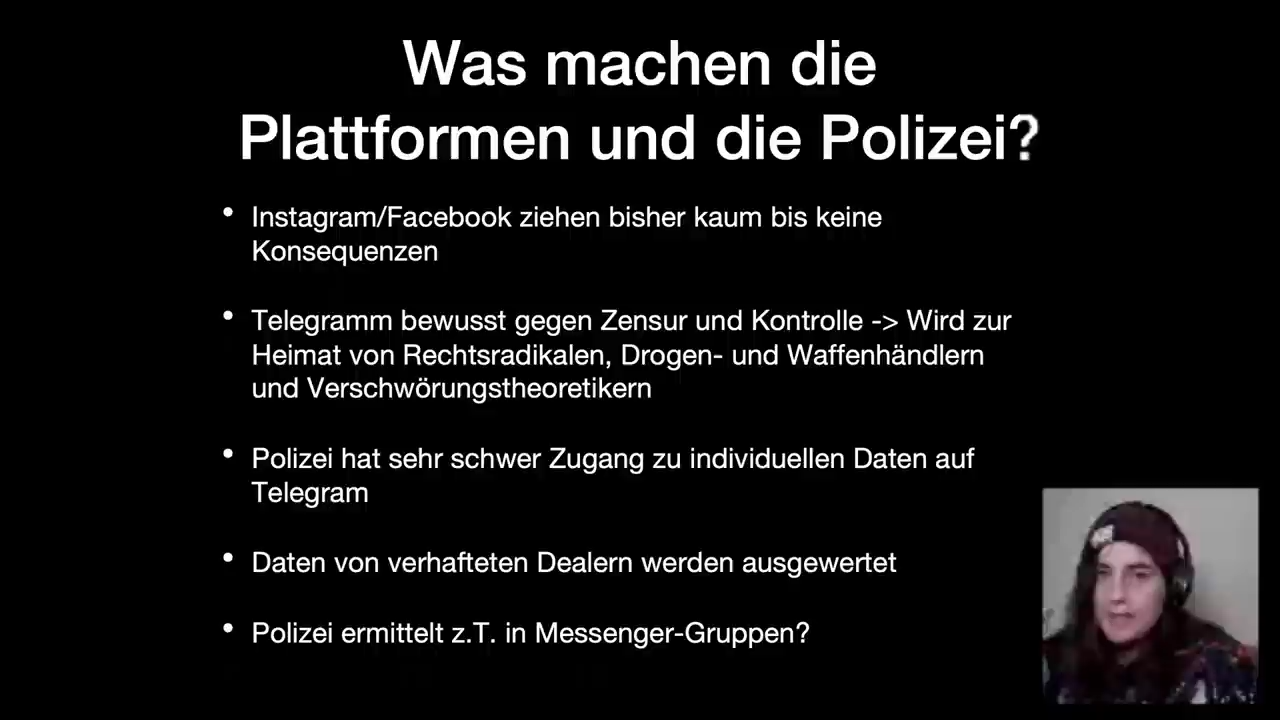 Was machen die
Plattformen und die Polizei?
• Instagram/Facebook ziehen bisher kaum bis keine
Konsequenzen
• Telegramm bewusst gegen Zensur und Kontrolle -> Wird zur
Heimat von Rechtsradikalen, Drogen- und Waffenhändlern
und Verschwörungstheoretikern
• Polizei hat sehr schwer Zugang zu individuellen Daten auf
Telegram
• Daten von verhafteten Dealern werden ausgewertet
• Polizei ermittelt z.T. in Messenger-Gruppen?